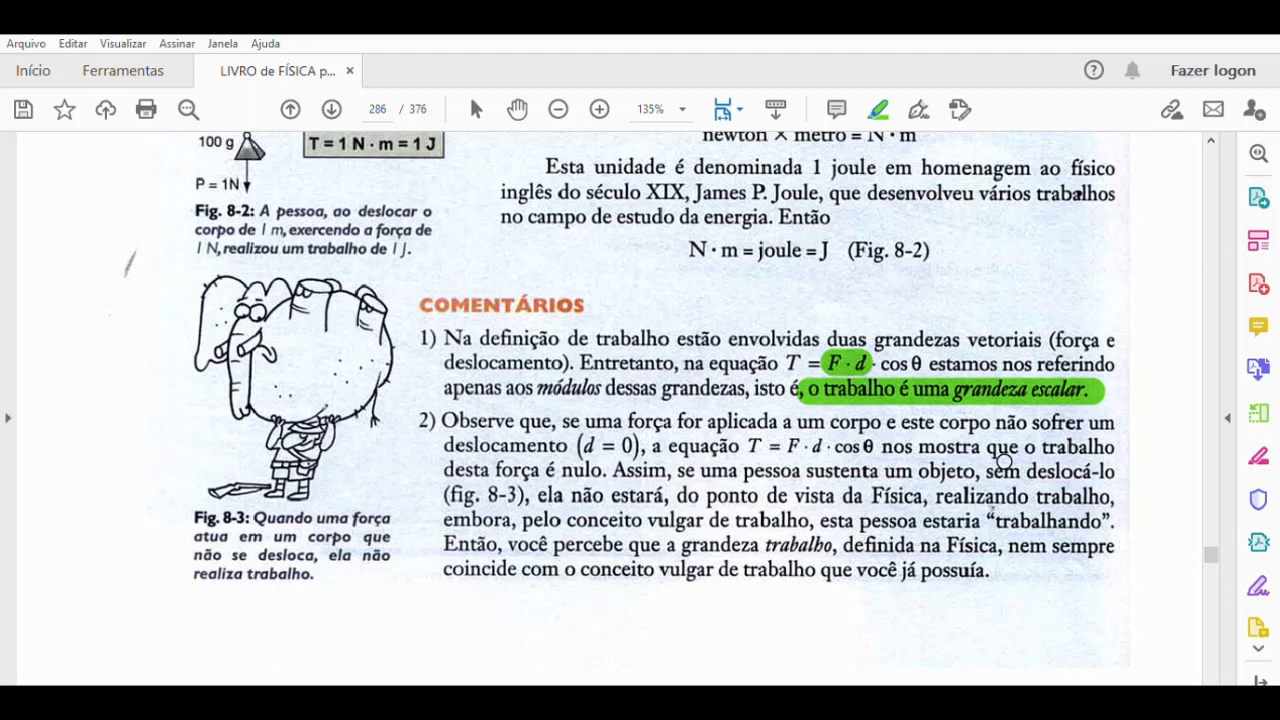 Arquivo Editar Visualizar Assinar Janela Ajuda
Início Ferramentas LIVRO de FÍSICA p... × Fazer logon
286 / 376 135%
100 g
T = 1 N · m = 1 J
P = 1N
Fig. 8-2: A pessoa, ao deslocar o
corpo de 1 m, exercendo a força de
1 N, realizou um trabalho de 1 J.
newton × metro = N · m
Esta unidade é denominada 1 joule em homenagem ao físico
inglês do século XIX, James P. Joule, que desenvolveu vários trabalhos
no campo de estudo da energia. Então
N · m = joule = J (Fig. 8-2)
COMENTÁRIOS
1) Na definição de trabalho estão envolvidas duas grandezas vetoriais (força e
deslocamento). Entretanto, na equação T = F · d · cos θ estamos nos referindo
apenas aos módulos dessas grandezas, isto é, o trabalho é uma grandeza escalar.
2) Observe que, se uma força for aplicada a um corpo e este corpo não sofrer um
deslocamento (d = 0), a equação T = F · d · cos θ nos mostra que o trabalho
desta força é nulo. Assim, se uma pessoa sustenta um objeto, sem deslocá-lo
(fig. 8-3), ela não estará, do ponto de vista da Física, realizando trabalho,
embora, pelo conceito vulgar de trabalho, esta pessoa estaria “trabalhando”.
Então, você percebe que a grandeza trabalho, definida na Física, nem sempre
coincide com o conceito vulgar de trabalho que você já possuía.
Fig. 8-3: Quando uma força
atua em um corpo que
não se desloca, ela não
realiza trabalho.